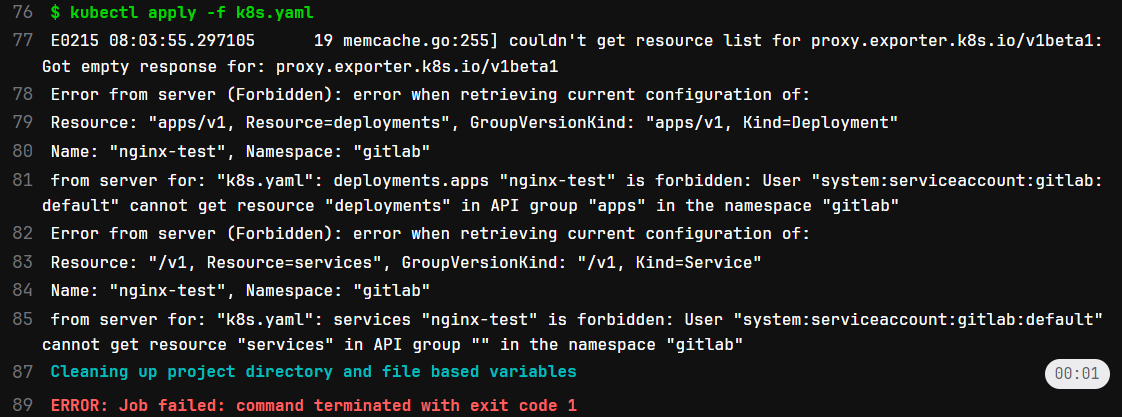 76 $ kubectl apply -f k8s.yaml
77 E0215 08:03:55.297105      19 memcache.go:255] couldn't get resource list for proxy.exporter.k8s.io/v1beta1:
Got empty response for: proxy.exporter.k8s.io/v1beta1
78 Error from server (Forbidden): error when retrieving current configuration of:
79 Resource: "apps/v1, Resource=deployments", GroupVersionKind: "apps/v1, Kind=Deployment"
80 Name: "nginx-test", Namespace: "gitlab"
81 from server for: "k8s.yaml": deployments.apps "nginx-test" is forbidden: User "system:serviceaccount:gitlab:
default" cannot get resource "deployments" in API group "apps" in the namespace "gitlab"
82 Error from server (Forbidden): error when retrieving current configuration of:
83 Resource: "/v1, Resource=services", GroupVersionKind: "/v1, Kind=Service"
84 Name: "nginx-test", Namespace: "gitlab"
85 from server for: "k8s.yaml": services "nginx-test" is forbidden: User "system:serviceaccount:gitlab:default"
cannot get resource "services" in API group "" in the namespace "gitlab"
87 Cleaning up project directory and file based variables 00:01
89 ERROR: Job failed: command terminated with exit code 1